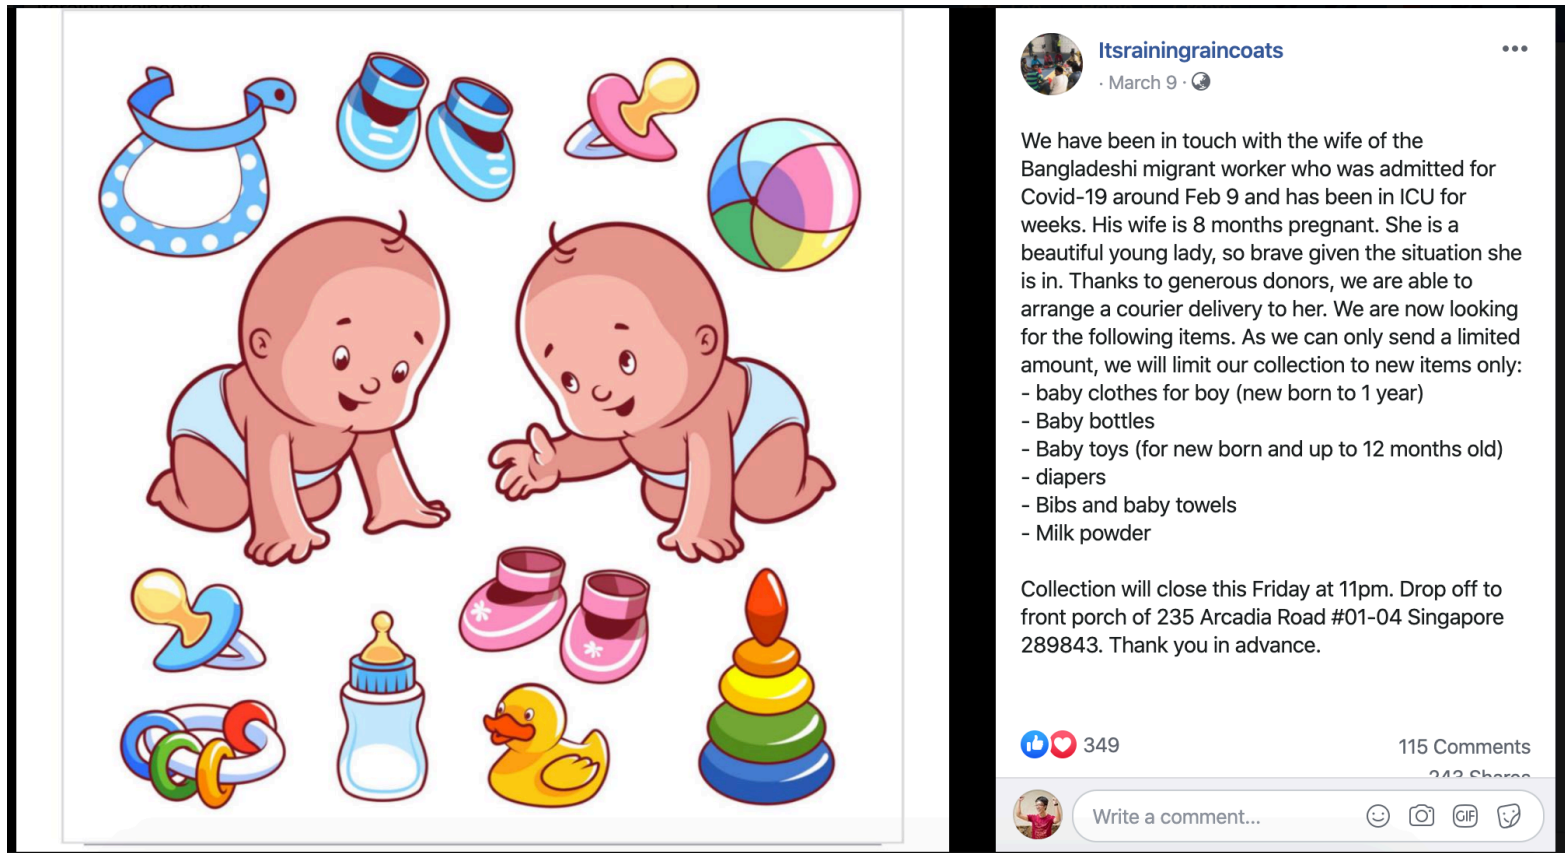 Itsrainingraincoats
· March 9 ·
We have been in touch with the wife of the
Bangladeshi migrant worker who was admitted for
Covid-19 around Feb 9 and has been in ICU for
weeks. His wife is 8 months pregnant. She is a
beautiful young lady, so brave given the situation she
is in. Thanks to generous donors, we are able to
arrange a courier delivery to her. We are now looking
for the following items. As we can only send a limited
amount, we will limit our collection to new items only:
- baby clothes for boy (new born to 1 year)
- Baby bottles
- Baby toys (for new born and up to 12 months old)
- diapers
- Bibs and baby towels
- Milk powder
Collection will close this Friday at 11pm. Drop off to
front porch of 235 Arcadia Road #01-04 Singapore
289843. Thank you in advance.
349
115 Comments
243 Shares
Write a comment...
GIF